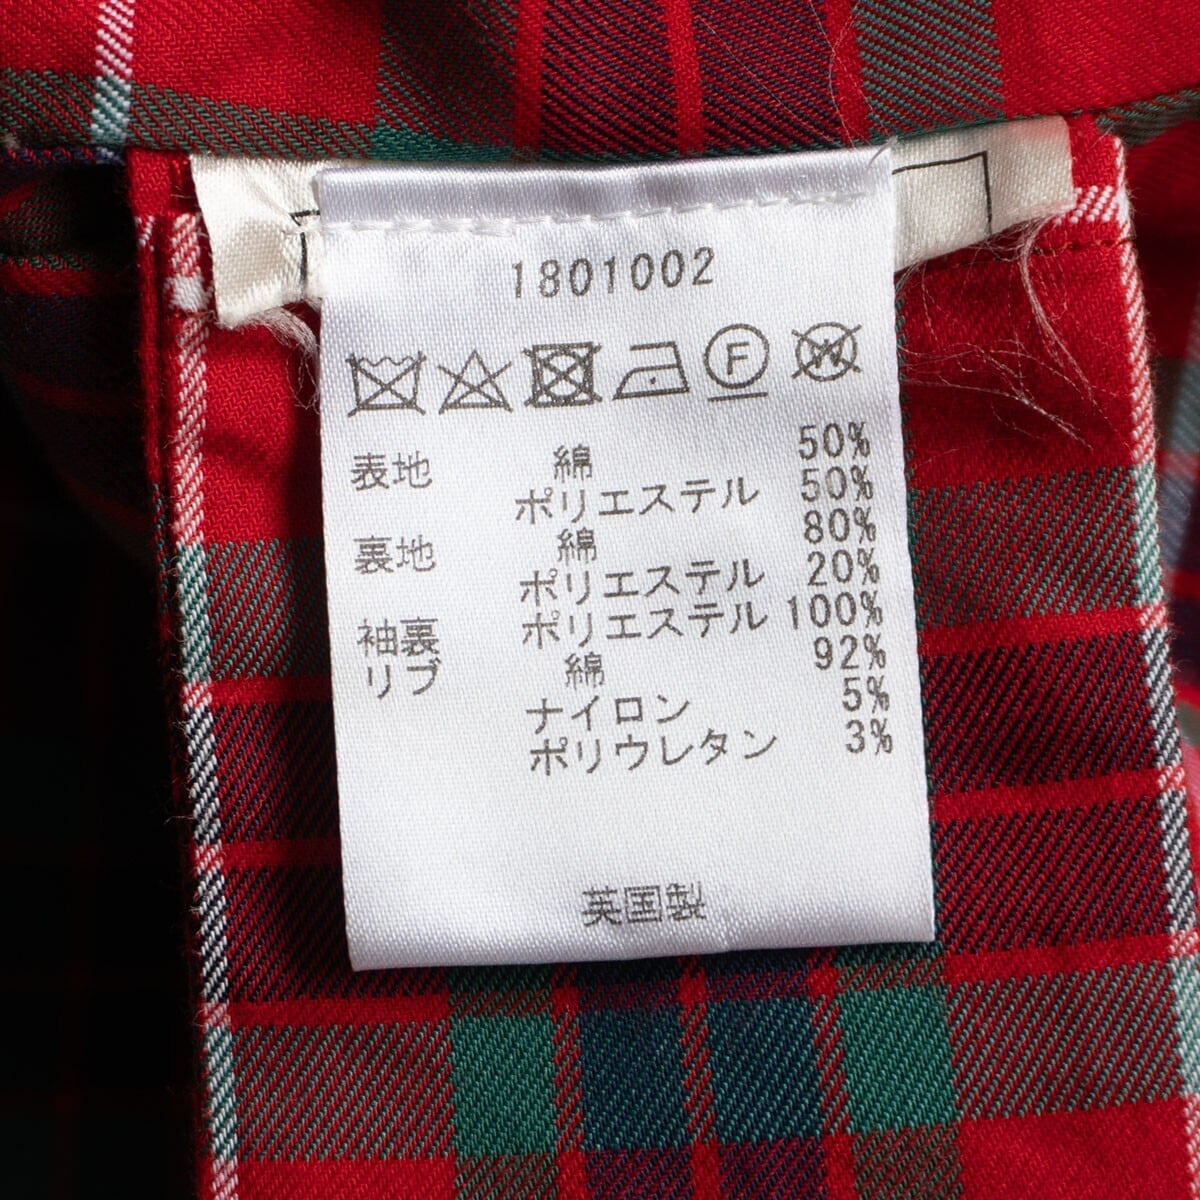 1801002
F W
表地 綿 50%
ポリエステル 50%
裏地 綿 80%
ポリエステル 20%
袖裏 ポリエステル 100%
リブ 綿 92%
ナイロン 5%
ポリウレタン 3%
英国製